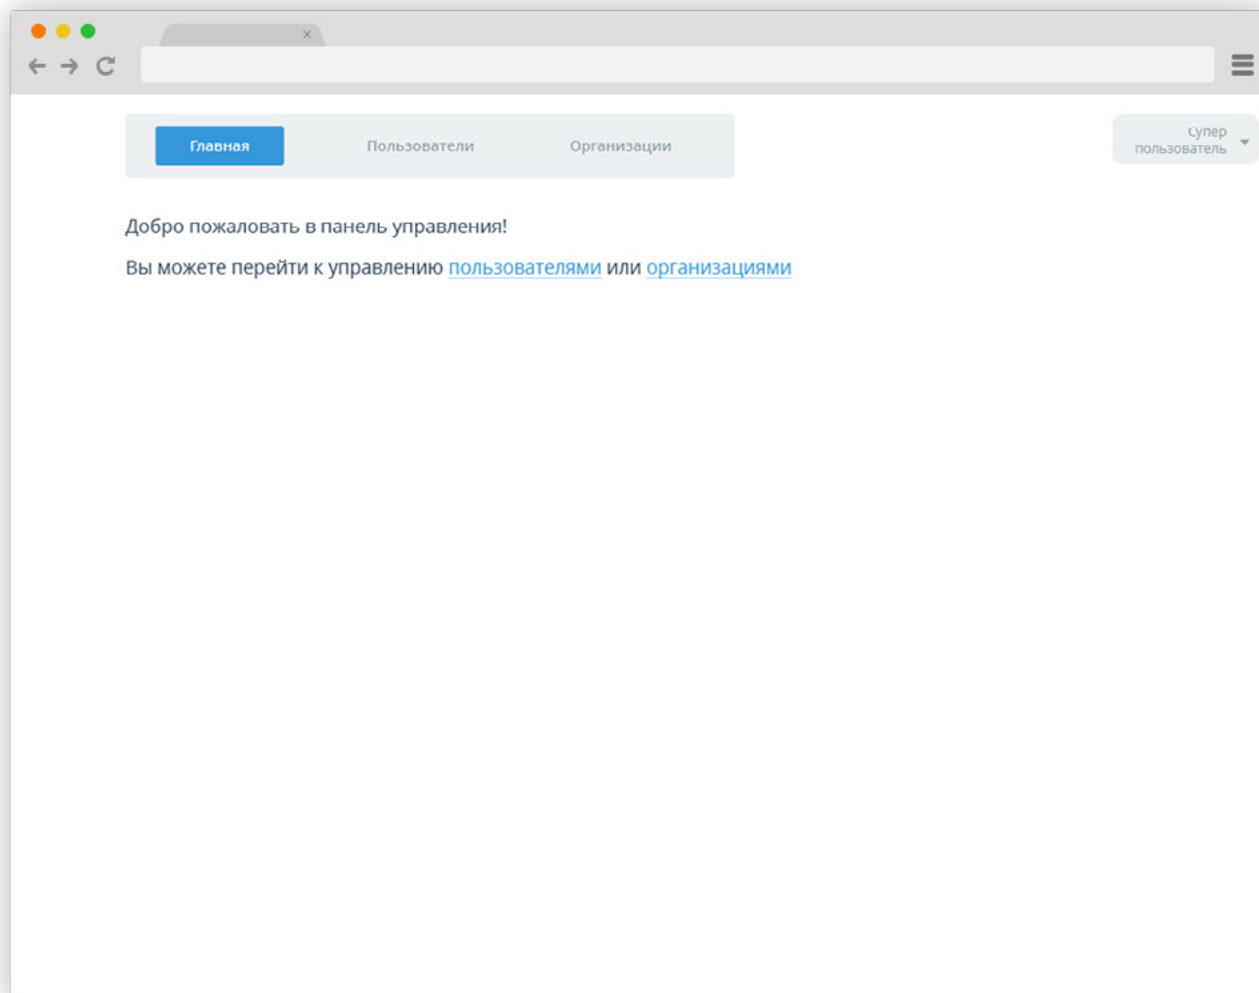 Главная Пользователи Организации
Супер
пользователь
Добро пожаловать в панель управления!
Вы можете перейти к управлению пользователями или организациями